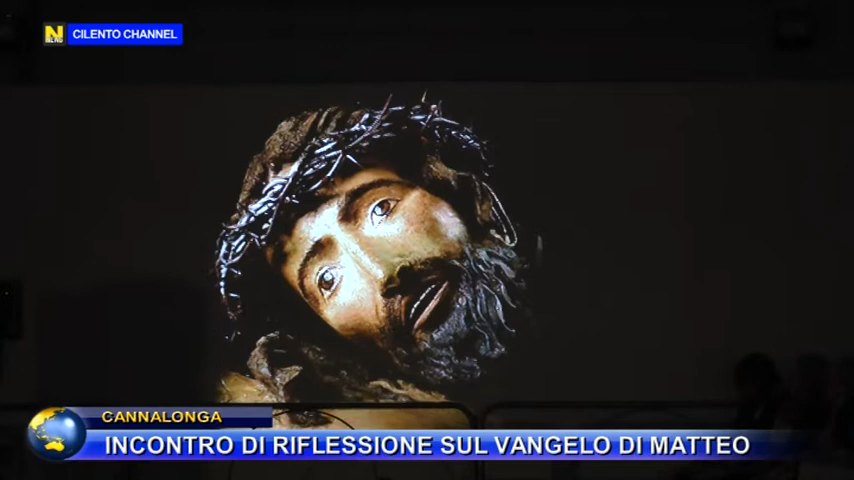 CILENTO CHANNEL
CANNALONGA
INCONTRO DI RIFLESSIONE SUL VANGELO DI MATTEO